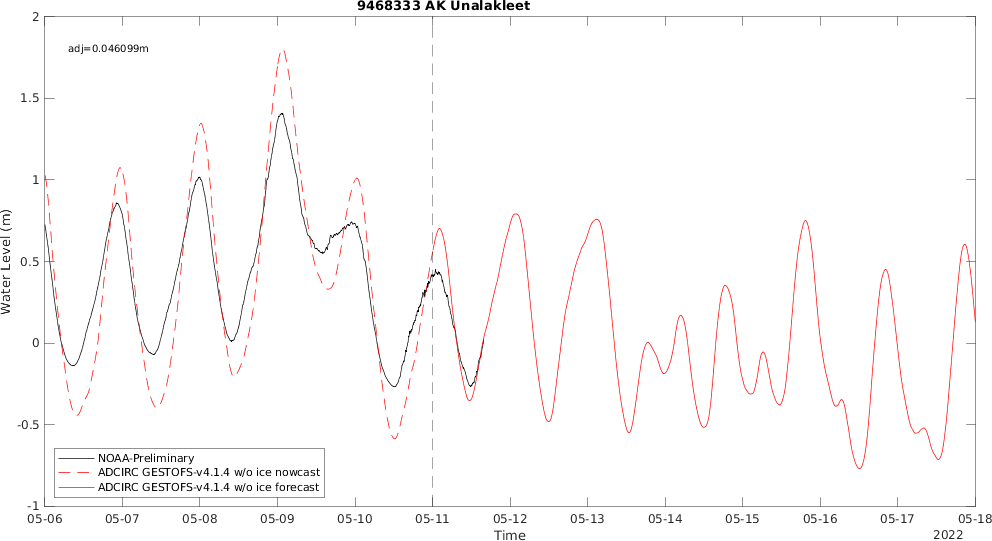 9468333 AK Unalakleet
adj=0.046099m
Water Level (m)
2
1.5
1
0.5
0
-0.5
-1
NOAA-Preliminary
ADCIRC GESTOFS-v4.1.4 w/o ice nowcast
ADCIRC GESTOFS-v4.1.4 w/o ice forecast
05-06 05-07 05-08 05-09 05-10 05-11 05-12 05-13 05-14 05-15 05-16 05-17 05-18
Time
2022